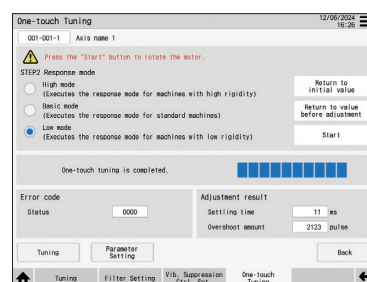 One-touch Tuning
12/06/2024
16:26
001-001-1 Axis name 1
Press the "Start" button to rotate the motor.
STEP2 Response mode
High mode
(Executes the response mode for machines with high rigidity)
Basic mode
(Executes the response mode for standard machines)
Low mode
(Executes the response mode for machines with low rigidity)
Return to
initial value
Return to value
before adjustment
Start
One-touch tuning is completed.
Error code
Status 0000
Adjustment result
Settling time 11 ms
Overshoot amount 2123 pulse
Tuning
Parameter
Setting
Back
Tuning
Filter Setting
Vib. Suppression
Ctrl. Set
One-touch
Tuning